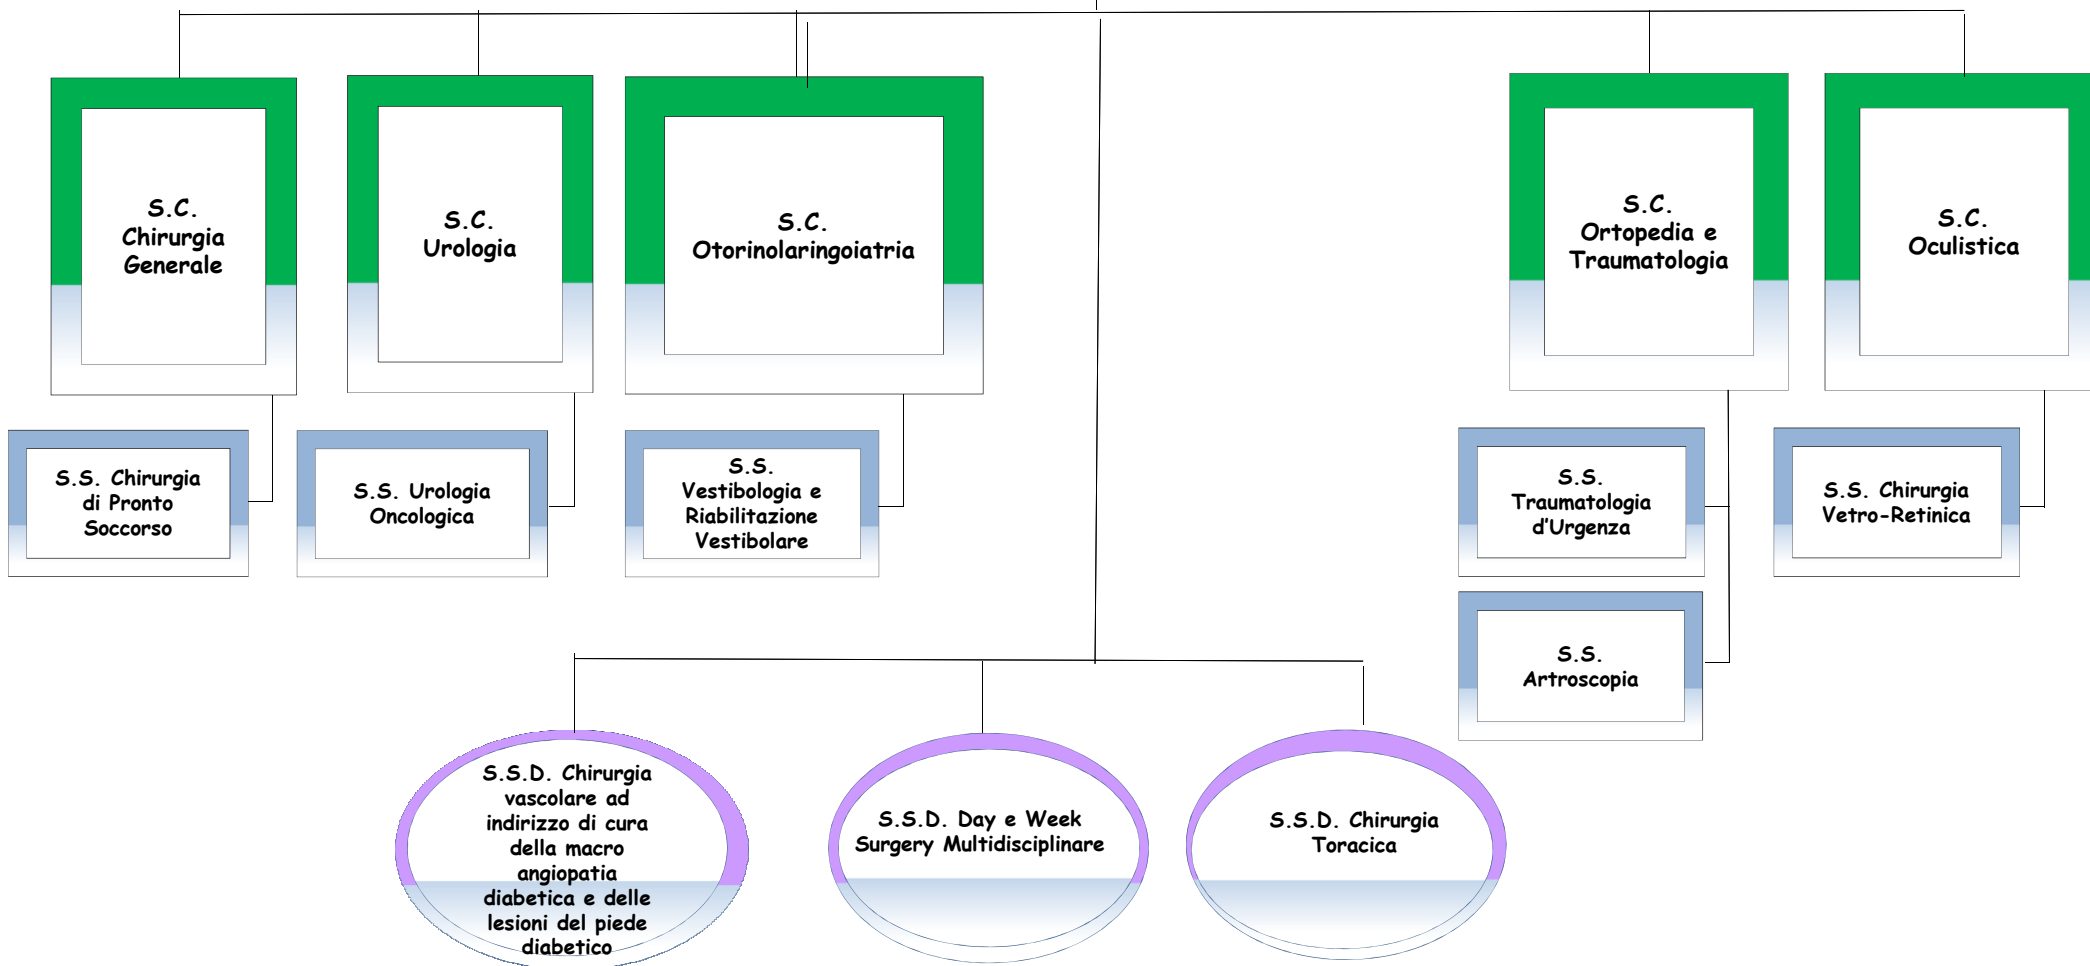 S.C.
Chirurgia
Generale
S.C.
Urologia
S.C.
Otorinolaringoiatria
S.C.
Ortopedia e
Traumatologia
S.C.
Oculistica
S.S. Chirurgia
di Pronto
Soccorso
S.S. Urologia
Oncologica
S.S.
Vestibologia e
Riabilitazione
Vestibolare
S.S.
Traumatologia
d'Urgenza
S.S. Chirurgia
Vetro-Retinica
S.S.
Artroscopia
S.S.D. Chirurgia
vascolare ad
indirizzo di cura
della macro
angiopatia
diabetica e delle
lesioni del piede
diabetico
S.S.D. Day e Week
Surgery Multidisciplinare
S.S.D. Chirurgia
Toracica